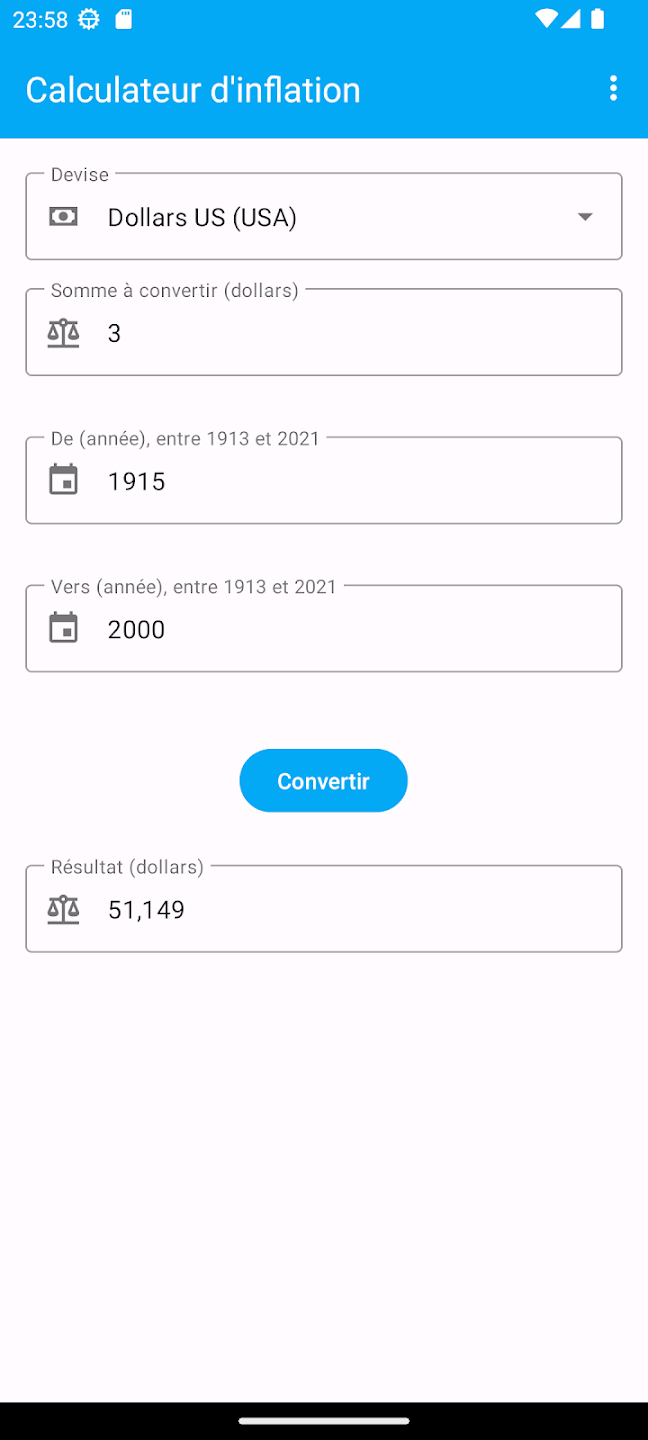 23:58
Calculateur d'inflation
Devise
Dollars US (USA)
Somme à convertir (dollars)
3
De (année), entre 1913 et 2021
1915
Vers (année), entre 1913 et 2021
2000
Convertir
Résultat (dollars)
51,149